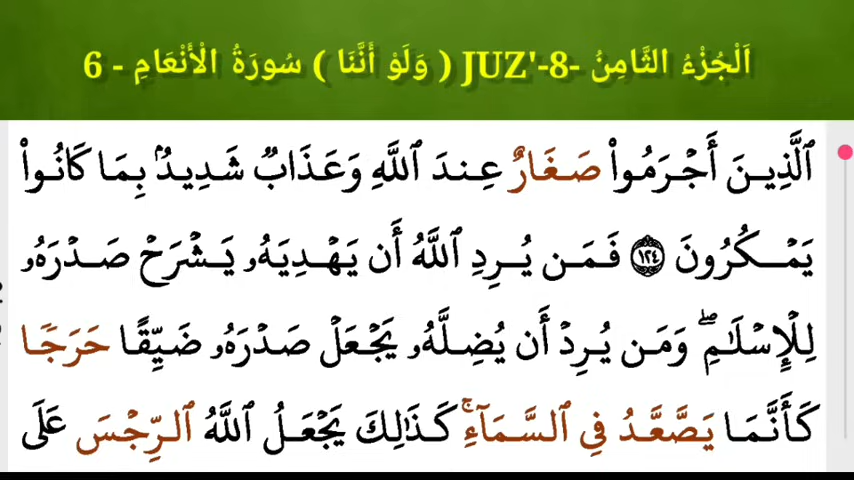 اَلْجُزْءُ الثَّامِنُ -JUZ'-8 ( وَلَوْ أَنَّنَا ) سُورَةُ الْأَنْعَامِ - 6
ٱلَّذِينَ أَجْرَمُوا۟ صَغَارٌ عِندَ ٱللَّهِ وَعَذَابٌ شَدِيدٌۢ بِمَا كَانُوا۟
يَمْكُرُونَ ١٢٤ فَمَن يُرِدِ ٱللَّهُ أَن يَهْدِيَهُۥ يَشْرَحْ صَدْرَهُۥ
لِلْإِسْلَـٰمِ ۖ وَمَن يُرِدْ أَن يُضِلَّهُۥ يَجْعَلْ صَدْرَهُۥ ضَيِّقًا حَرَجًا
كَأَنَّمَا يَصَّعَّدُ فِى ٱلسَّمَآءِ ۚ كَذَٰلِكَ يَجْعَلُ ٱللَّهُ ٱلرِّجْسَ عَلَى